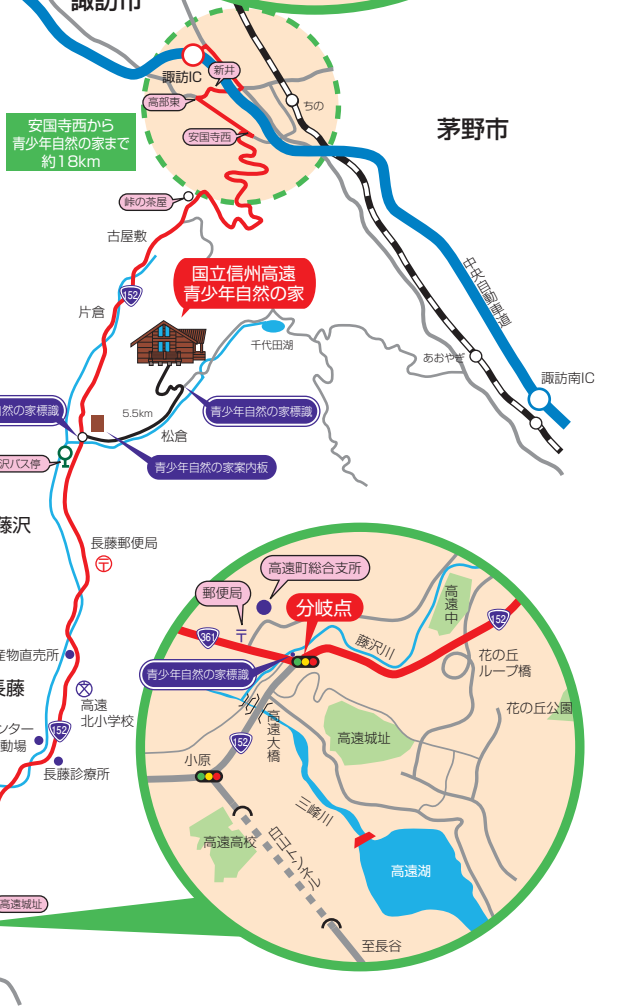 諏訪市
諏訪IC
新井
高部東
ちの
安国寺西
安国寺西から
青少年自然の家まで
約18km
茅野市
峠の茶屋
古屋敷
国立信州高遠
青少年自然の家
152
片倉
中央自動車道
千代田湖
あおやぎ
諏訪南IC
自然の家標識
5.5km
青少年自然の家標識
松倉
沢バス停
青少年自然の家案内板
藤沢
長藤郵便局
高遠町総合支所
郵便局
分岐点
高遠中
361
152
藤沢川
産物直売所
青少年自然の家標識
花の丘
ループ橋
長藤
高遠
北小学校
花の丘公園
ンター
動場
152
高遠大橋
152
高遠城址
長藤診療所
小原
三峰川
高遠高校
白山トンネル
高遠湖
高遠城址
至長谷